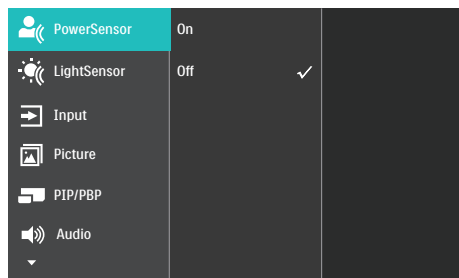 PowerSensor
On
LightSensor
Off
Input
Picture
PIP/PBP
Audio